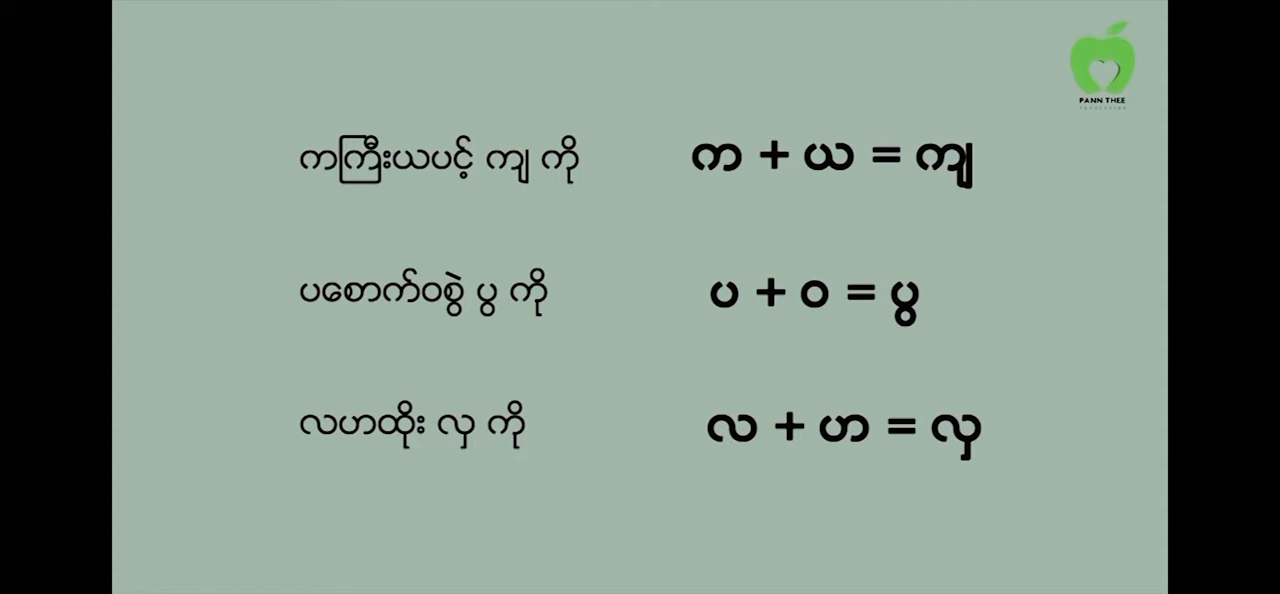 PANN THEE
ကကြီးယပင့် ကျ ကို က + ယ = ကျ
ပစောက်ဝစွဲ ပွ ကို ပ + ဝ = ပွ
လဟထိုး လှ ကို လ + ဟ = လှ